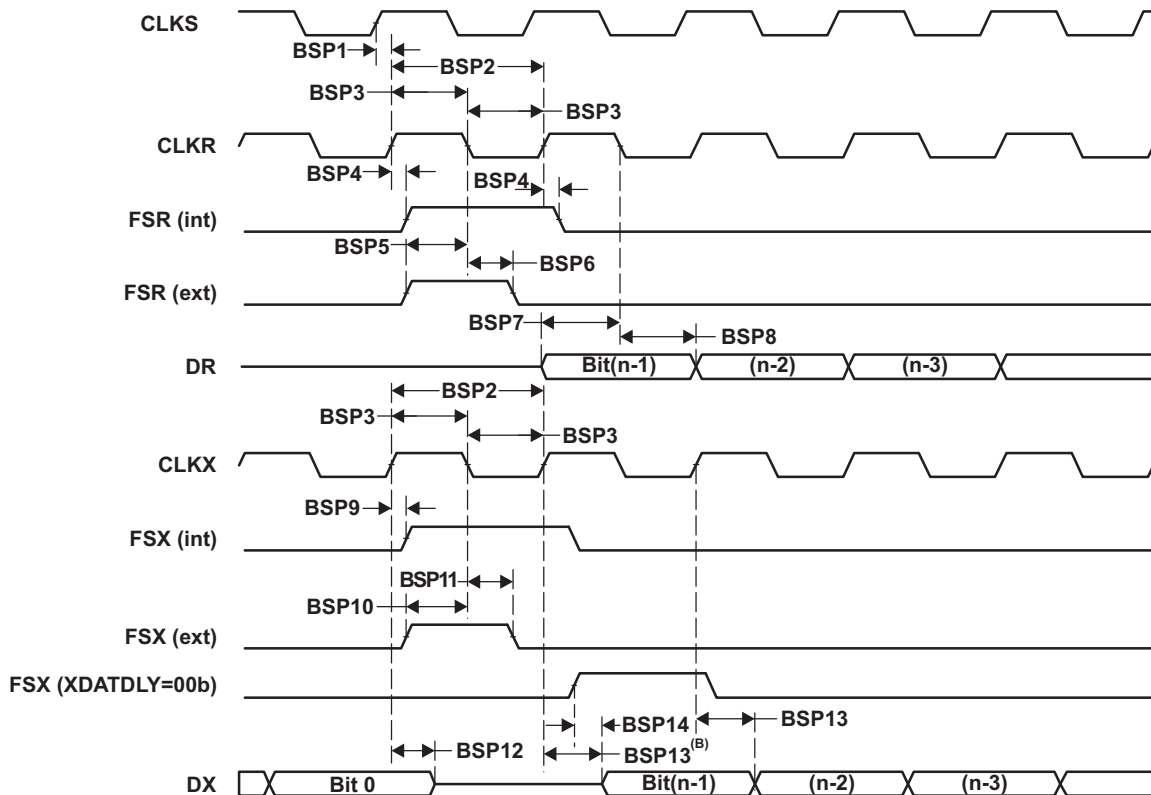 CLKS
BSP1
BSP2
BSP3
BSP3
CLKR
BSP4
BSP4
FSR (int)
BSP5
BSP6
FSR (ext)
BSP7
BSP8
DR
Bit(n-1)
(n-2)
(n-3)
BSP2
BSP3
BSP3
CLKX
BSP9
FSX (int)
BSP11
BSP10
FSX (ext)
FSX (XDATDLY=00b)
BSP14
BSP13
BSP12
BSP13(B)
DX
Bit 0
Bit(n-1)
(n-2)
(n-3)